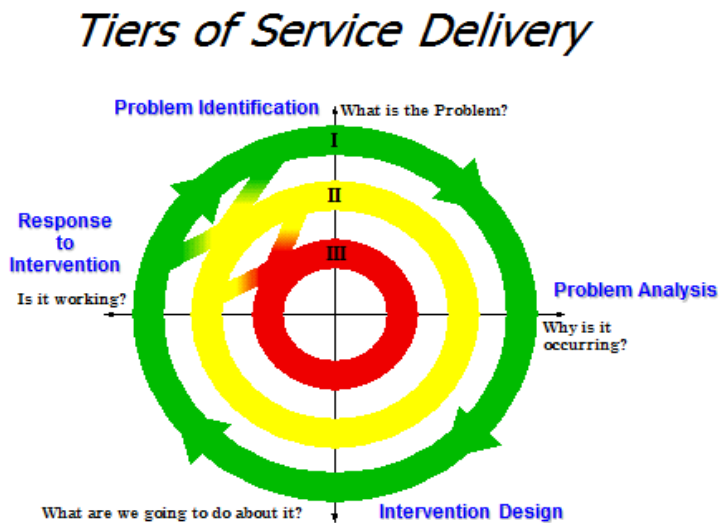 Tiers of Service Delivery
Problem Identification
What is the Problem?
I
II
III
Response
to
Intervention
Is it working?
Problem Analysis
Why is it
occurring?
What are we going to do about it?
Intervention Design